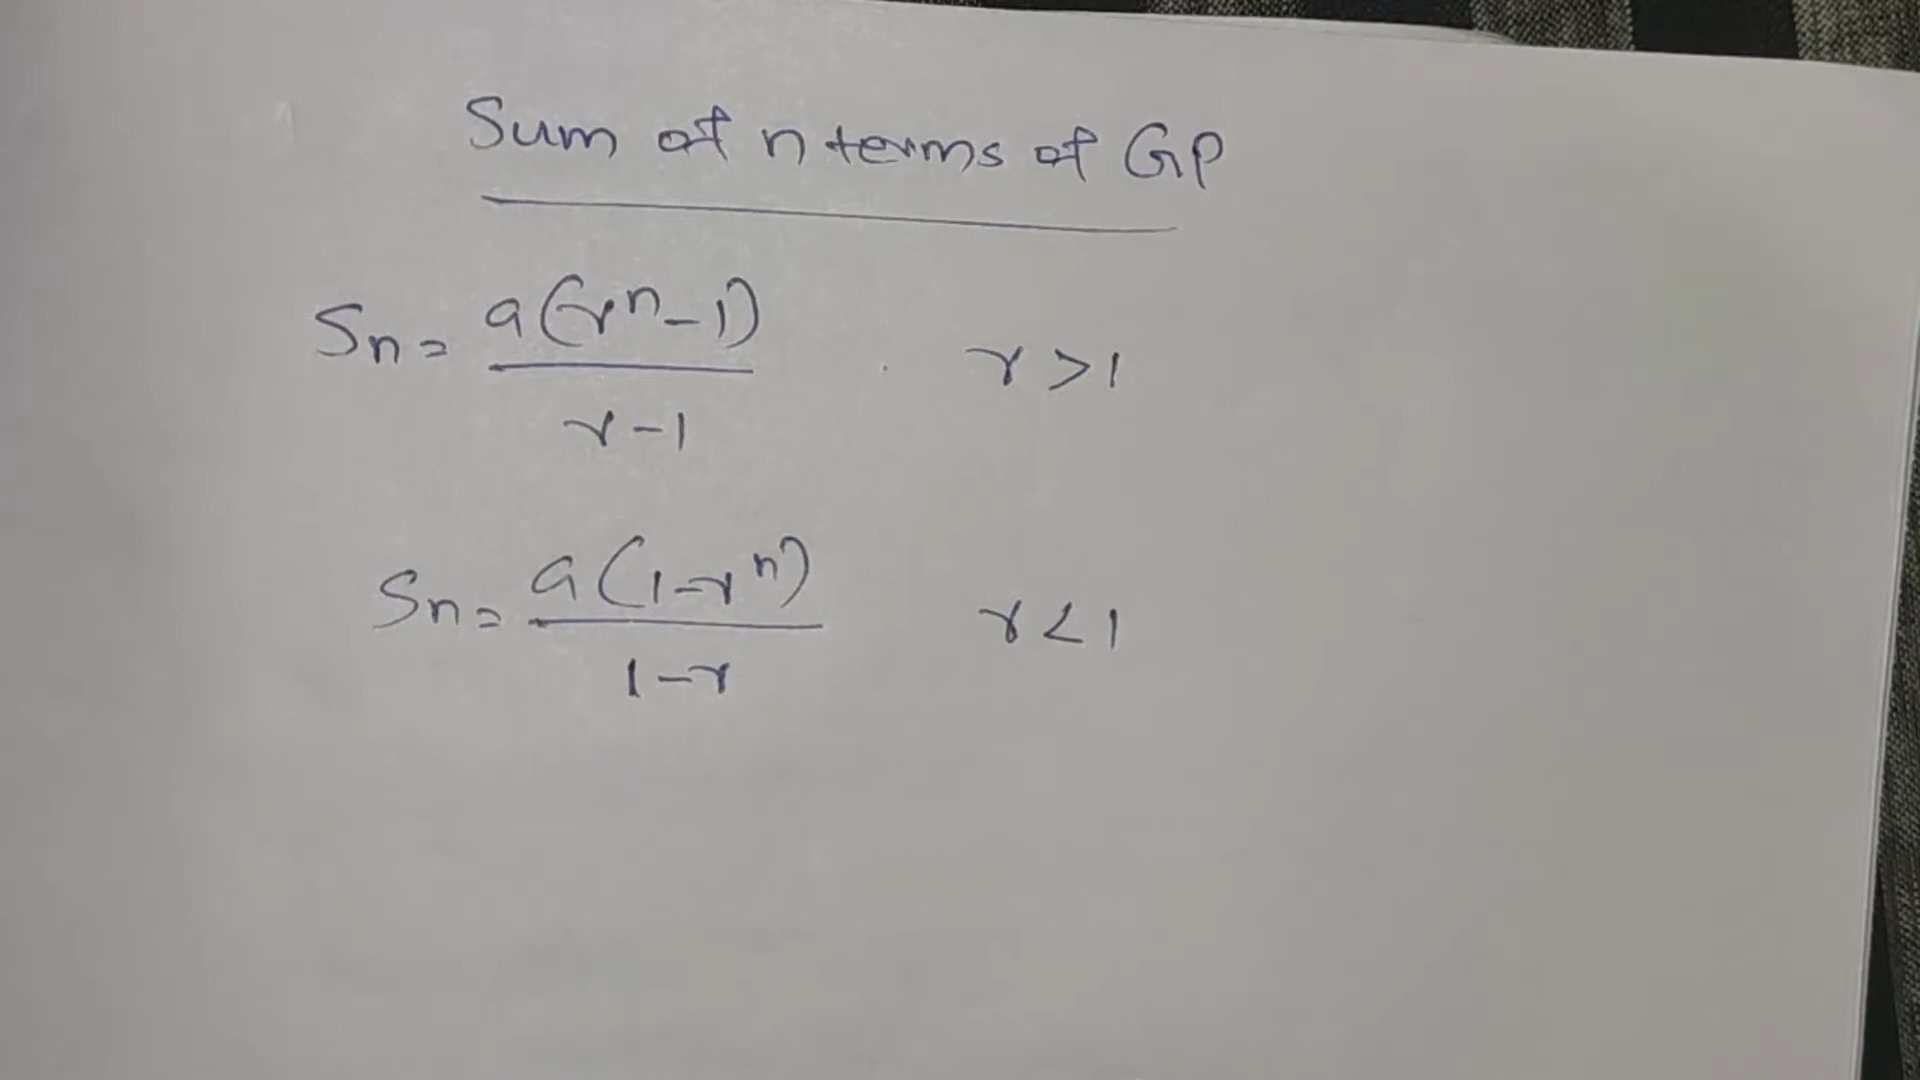 Sum of n terms of GP
Sn = a(r^n - 1) / r - 1    r > 1
Sn = a(1 - r^n) / 1 - r    r < 1